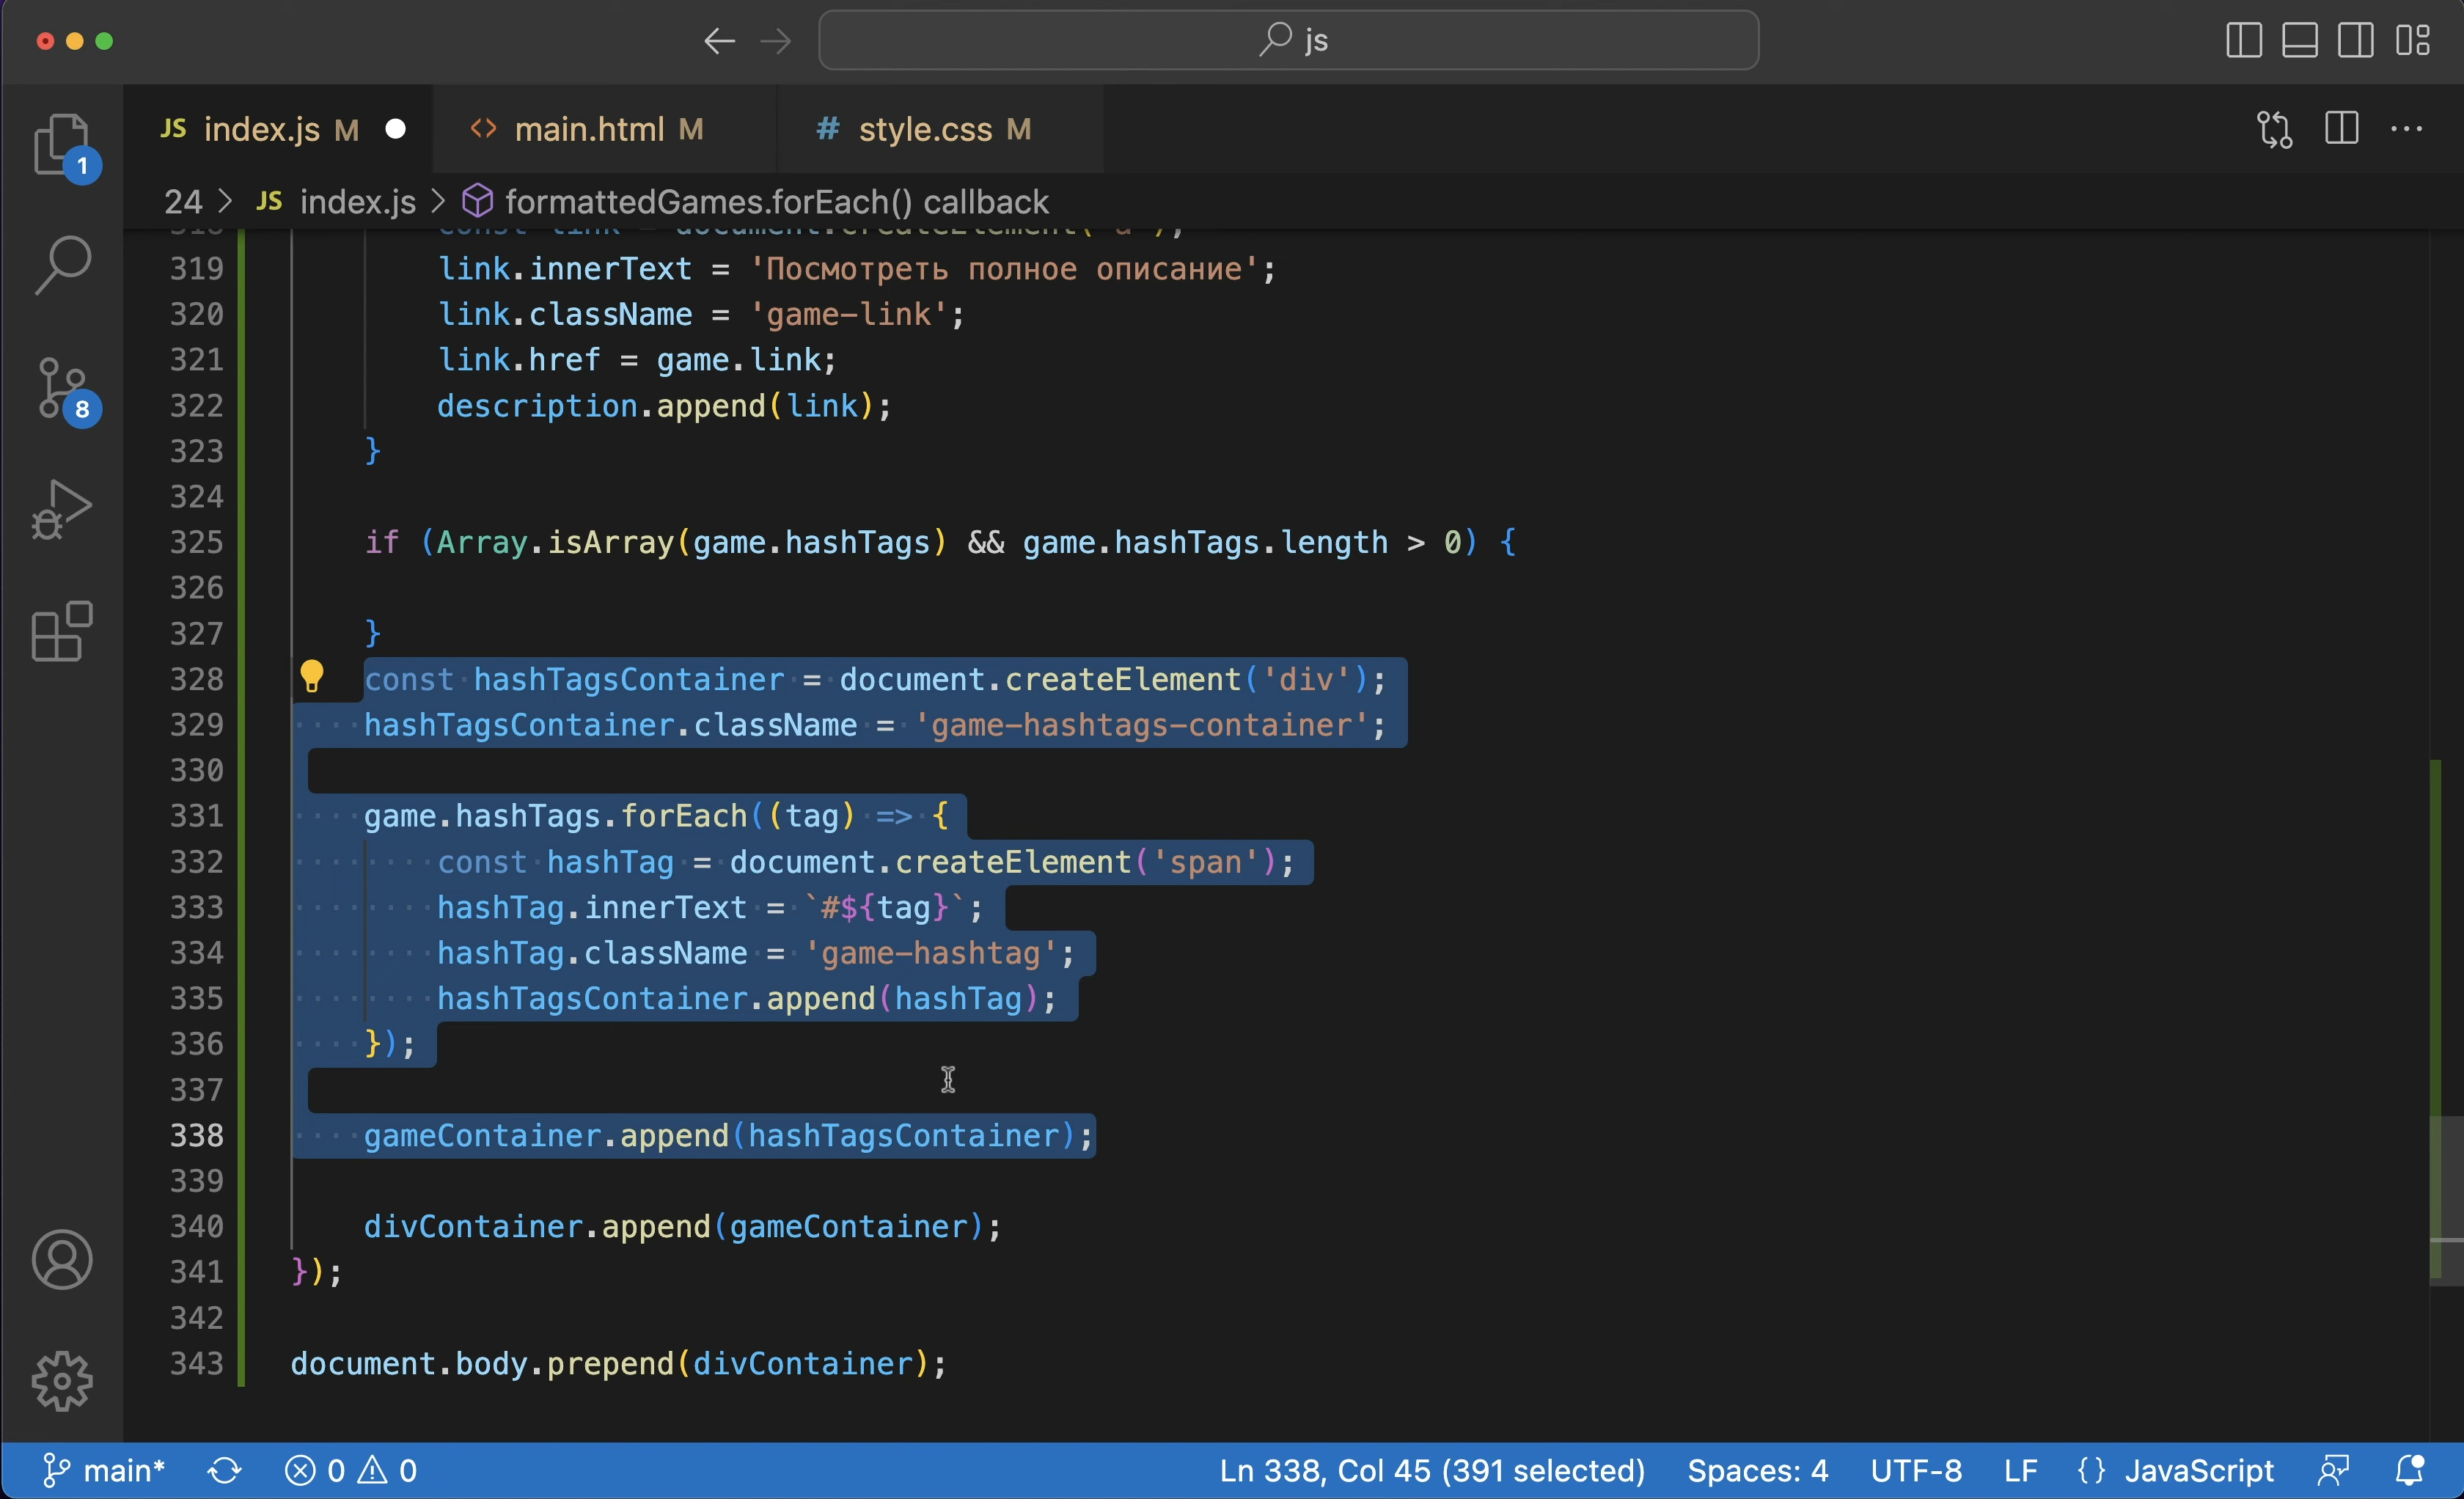 js
JS index.js M
<> main.html M
# style.css M
1
24 > JS index.js > formattedGames.forEach() callback
319 link.innerText = 'Посмотреть полное описание';
320 link.className = 'game-link';
321 link.href = game.link;
322 description.append(link);
323 }
324
325 if (Array.isArray(game.hashTags) && game.hashTags.length > 0) {
326
327 }
328 const hashTagsContainer = document.createElement('div');
329 hashTagsContainer.className = 'game-hashtags-container';
330
331 game.hashTags.forEach((tag) => {
332 const hashTag = document.createElement('span');
333 hashTag.innerText = `#${tag}`;
334 hashTag.className = 'game-hashtag';
335 hashTagsContainer.append(hashTag);
336 });
337
338 gameContainer.append(hashTagsContainer);
339
340 divContainer.append(gameContainer);
341 });
342
343 document.body.prepend(divContainer);
8
main* 0 0 Ln 338, Col 45 (391 selected) Spaces: 4 UTF-8 LF {} JavaScript